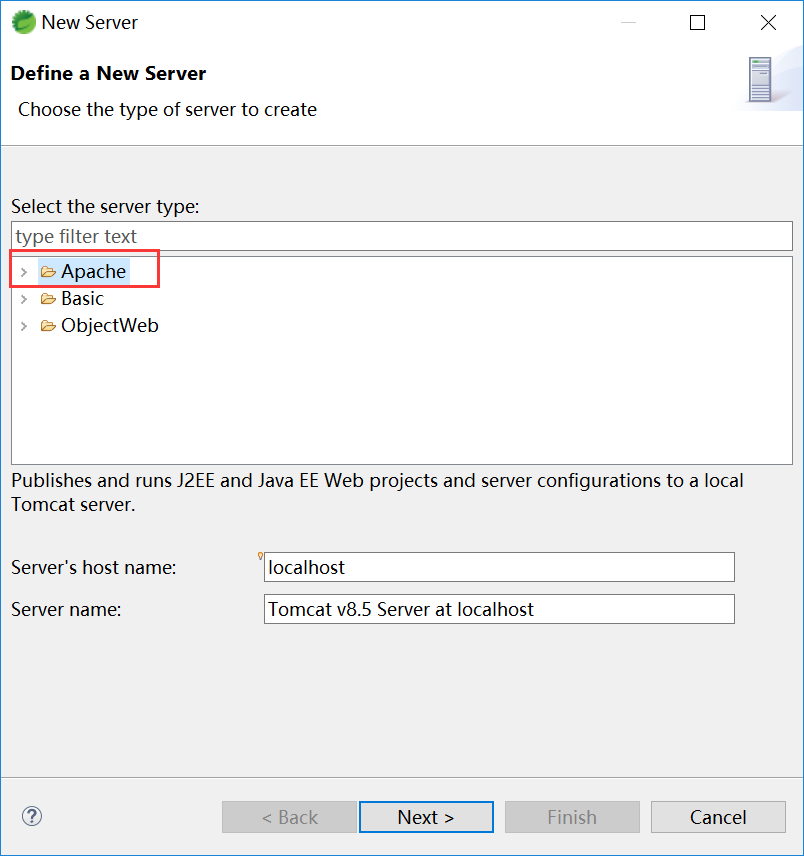 New Server
Define a New Server
Choose the type of server to create
Select the server type:
type filter text
Apache
Basic
ObjectWeb
Publishes and runs J2EE and Java EE Web projects and server configurations to a local
Tomcat server.
Server's host name:
localhost
Server name:
Tomcat v8.5 Server at localhost
?
< Back
Next >
Finish
Cancel